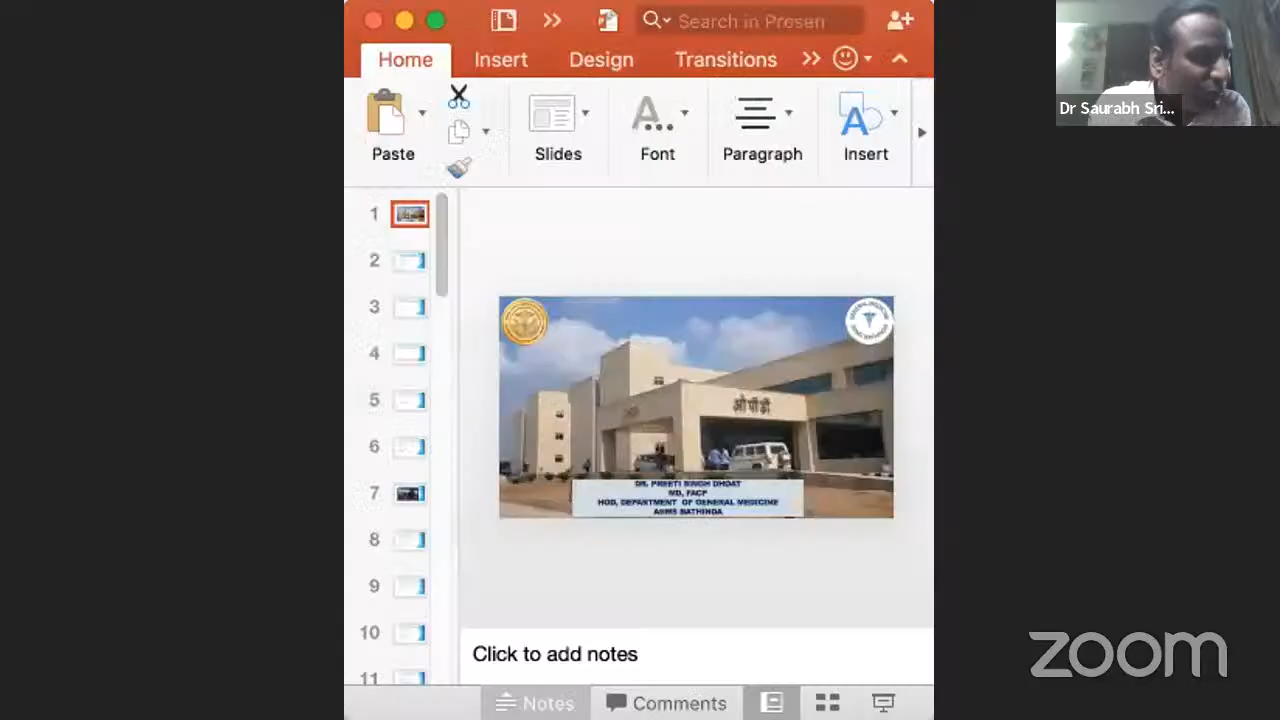 Search in Presen
Home
Insert
Design
Transitions
Paste
Slides
Font
Paragraph
Insert
Dr Saurabh Sri...
1
2
3
4
5
6
7
8
9
10
11
ओ पी डी
DR. PREETI SINGH DHOAT
MD, FACP
HOD, DEPARTMENT OF GENERAL MEDICINE
AIIMS BATHINDA
Click to add notes
Notes
Comments
zoom